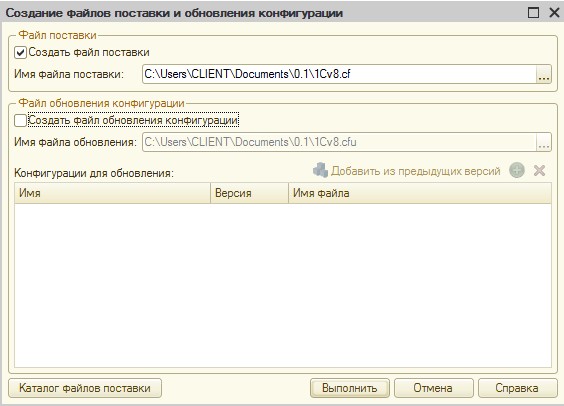 Создание файлов поставки и обновления конфигурации
Файл поставки
Создать файл поставки
Имя файла поставки: C:\Users\CLIENT\Documents\0.1\1Cv8.cf ...
Файл обновления конфигурации
Создать файл обновления конфигурации
Имя файла обновления: C:\Users\CLIENT\Documents\0.1\1Cv8.cfu ...
Конфигурации для обновления: Добавить из предыдущих версий
Имя Версия Имя файла
Каталог файлов поставки Выполнить Отмена Справка